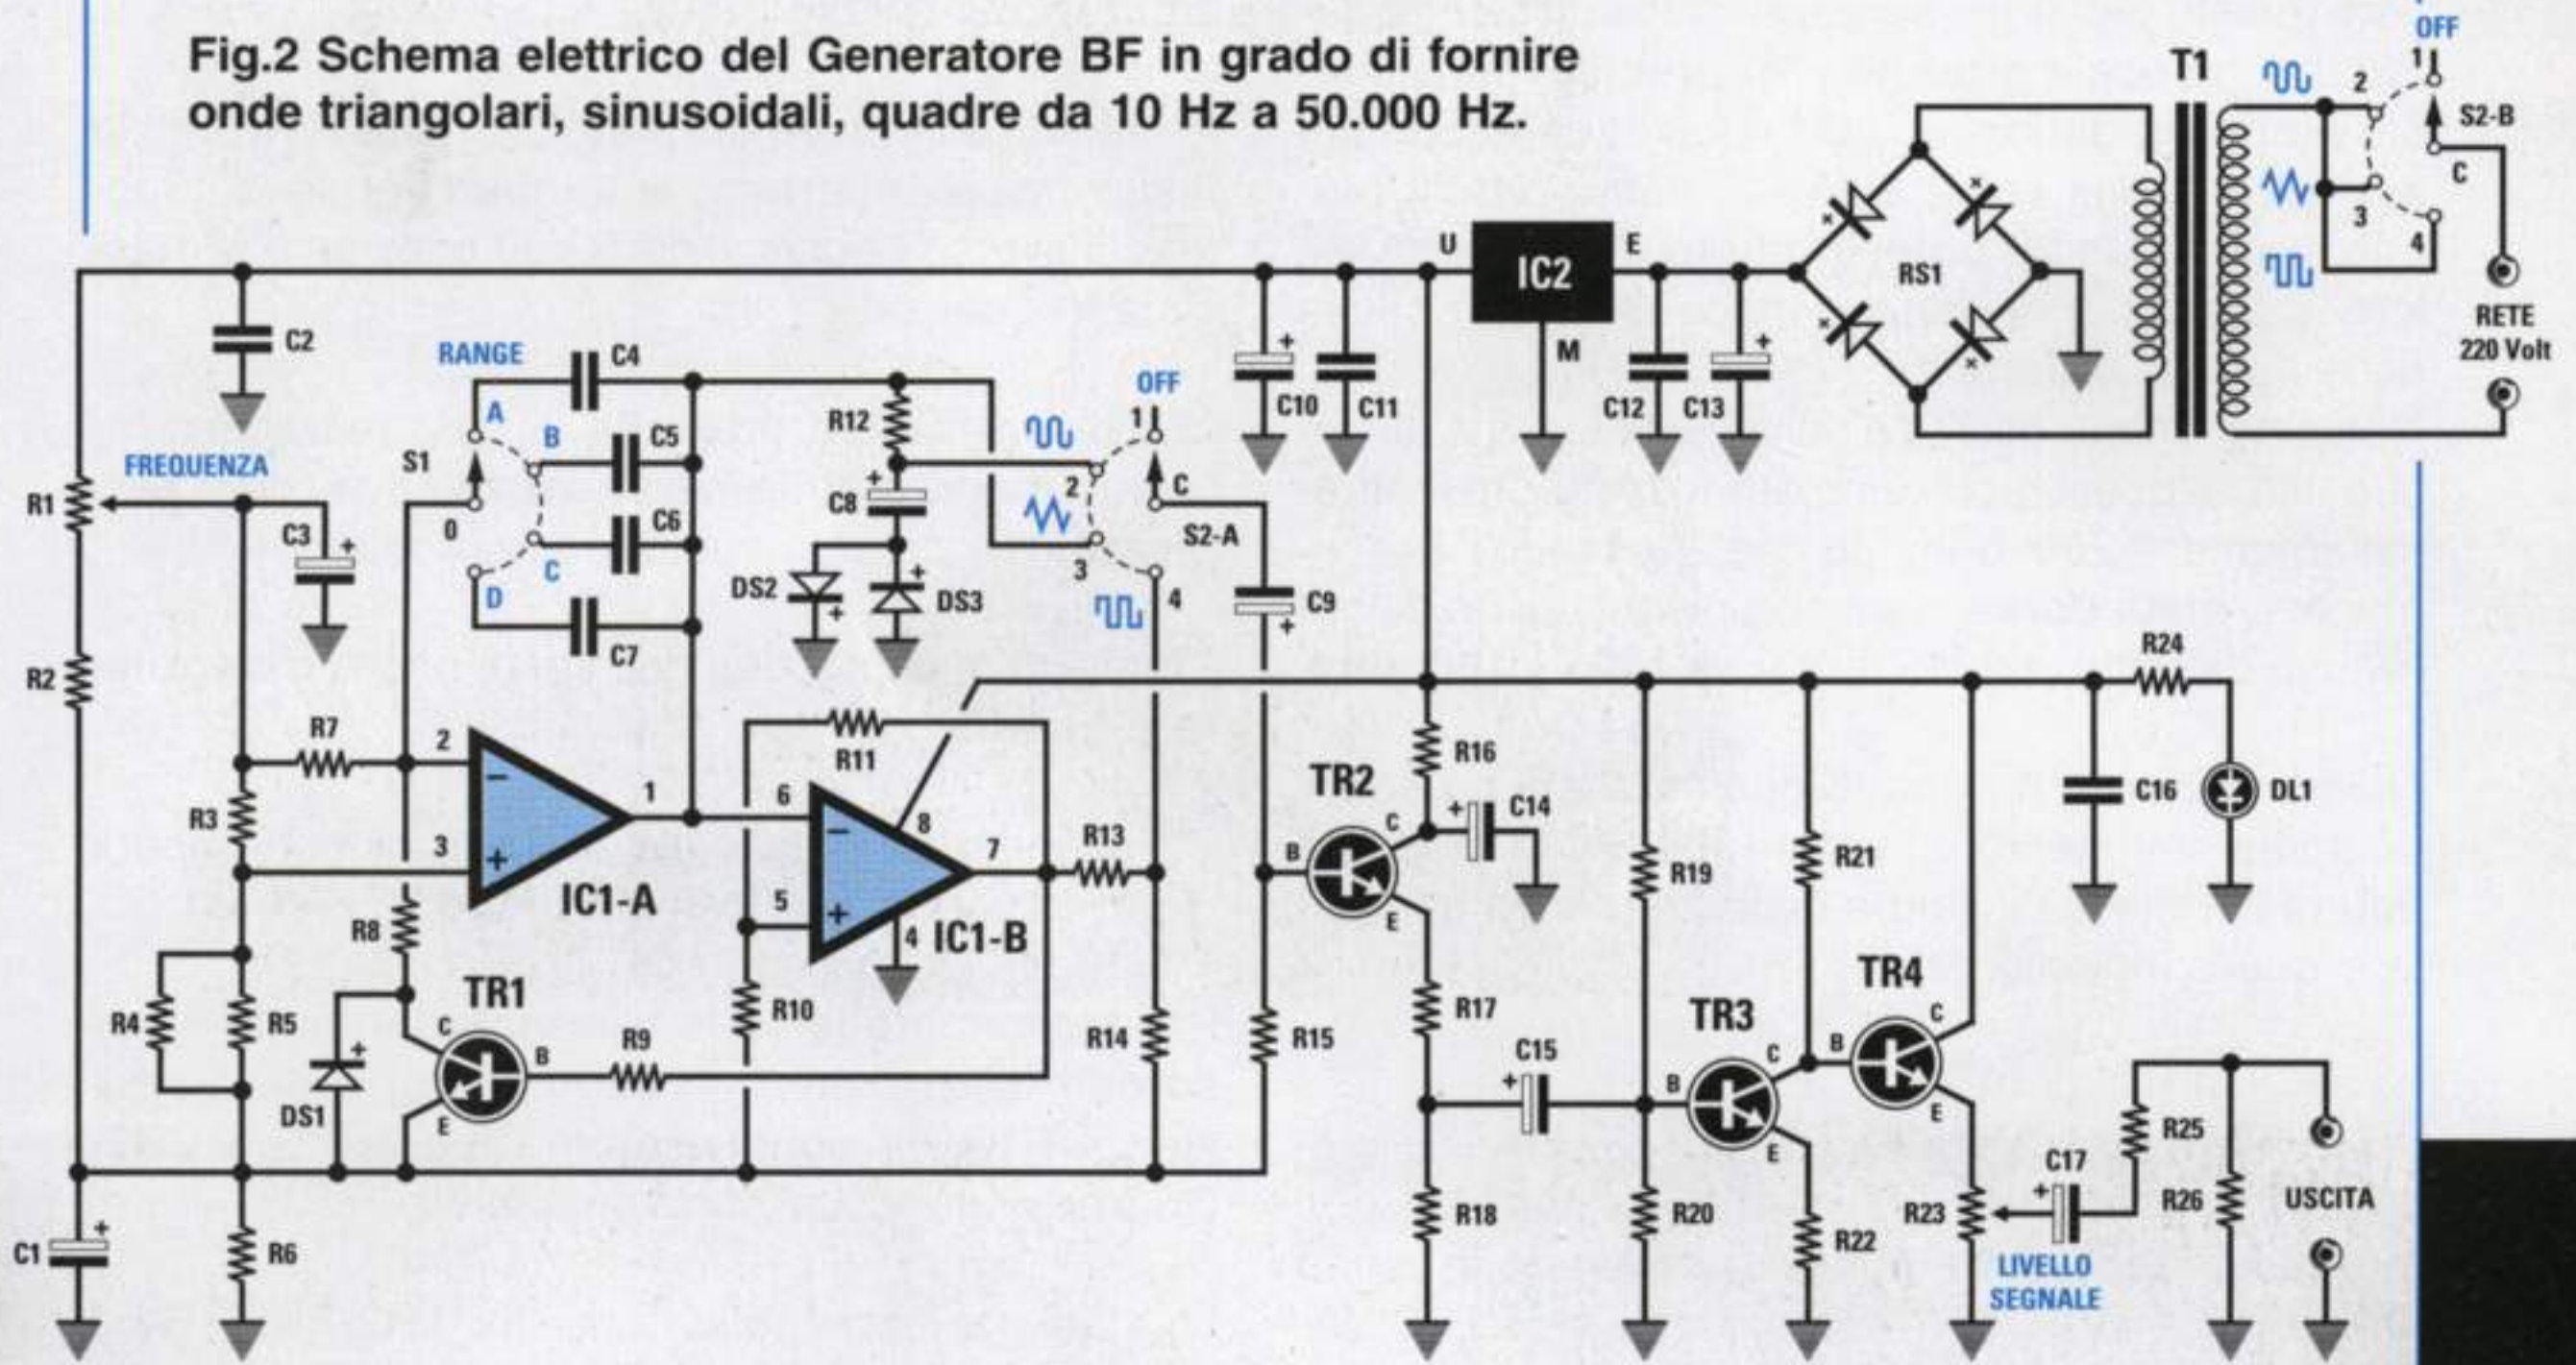 Fig.2 Schema elettrico del Generatore BF in grado di fornire
onde triangolari, sinusoidali, quadre da 10 Hz a 50.000 Hz.
OFF
1
T1
2
S2-B
C
3
4
RETE
220 Volt
RS1
U
IC2
E
M
C10
+
C11
C12
C13
+
C2
RANGE
C4
A
B
C5
S1
0
C6
C
D
C7
R12
C8
+
DS2
+
DS3
+
OFF
1
2
C
S2-A
3
4
C9
+
FREQUENZA
R1
C3
+
R2
R7
2
−
R3
3
+
1
IC1-A
R11
6
−
8
7
5
+
4
IC1-B
R13
R8
TR1
C
B
E
R4
R5
DS1
+
R9
R10
R14
R15
C1
+
R6
R16
TR2
C
B
E
C14
+
R17
R18
C15
+
R19
R20
R21
TR3
C
B
E
R22
TR4
C
B
E
R23
LIVELLO
SEGNALE
C17
+
R24
C16
DL1
R25
R26
USCITA